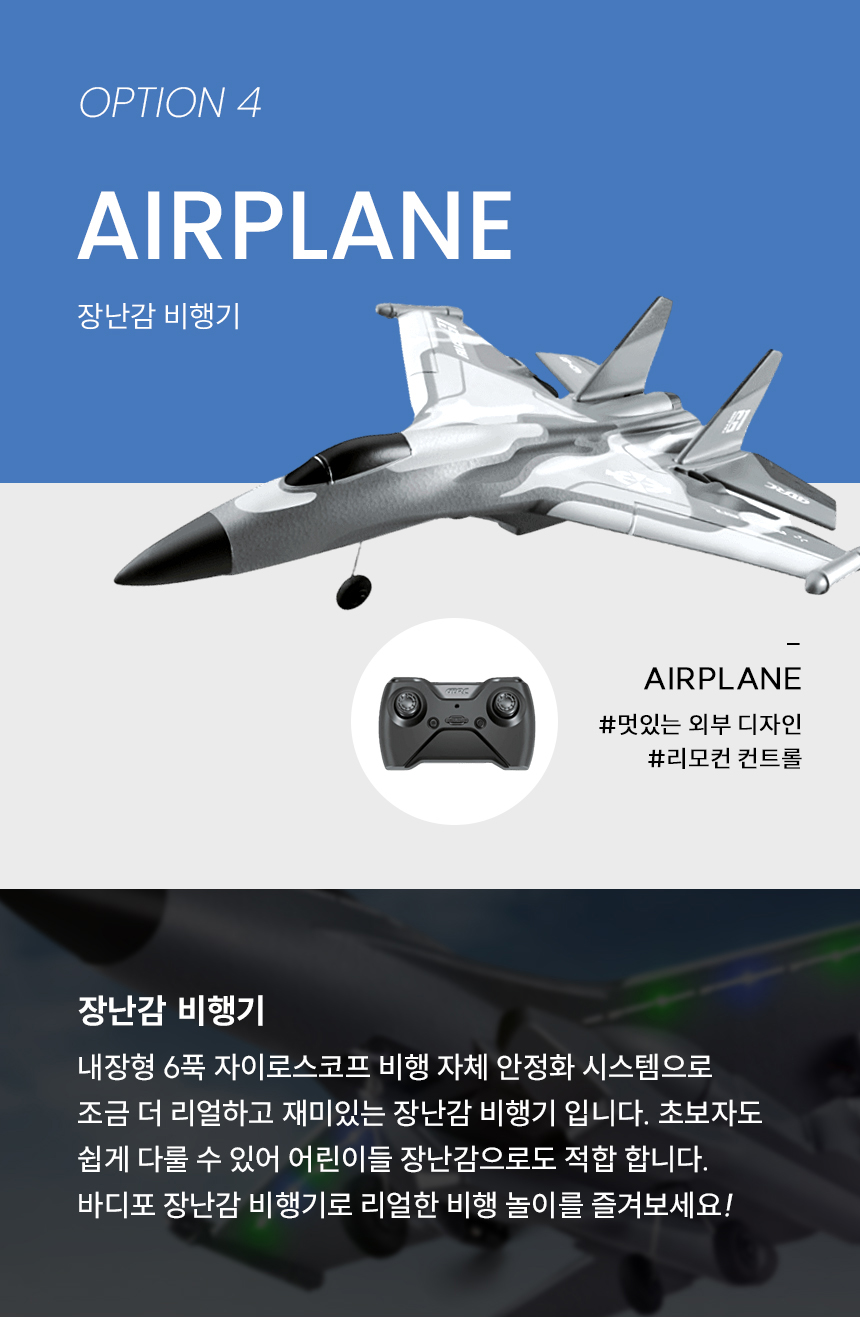 OPTION 4
AIRPLANE
장난감 비행기
AIRPLANE
#멋있는 외부 디자인
#리모컨 컨트롤
장난감 비행기
내장형 6푹 자이로스코프 비행 자체 안정화 시스템으로
조금 더 리얼하고 재미있는 장난감 비행기 입니다. 초보자도
쉽게 다룰 수 있어 어린이들 장난감으로도 적합 합니다.
바디포 장난감 비행기로 리얼한 비행 놀이를 즐겨보세요!